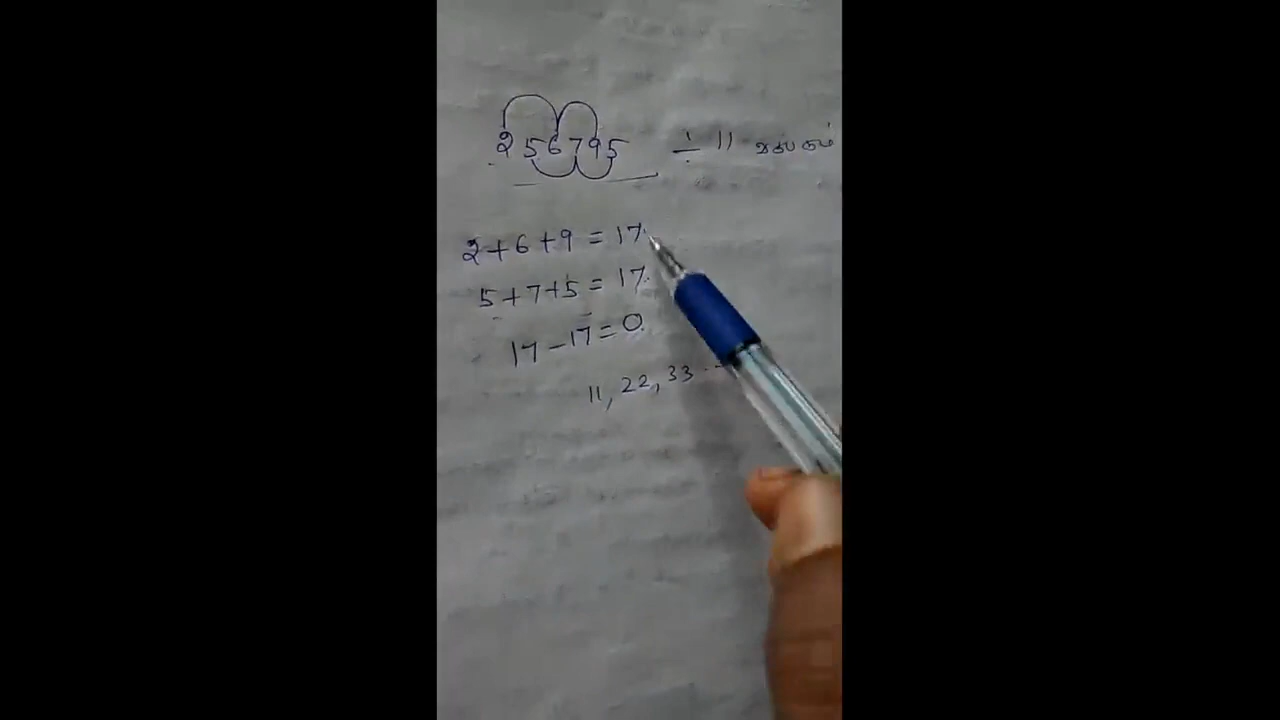 256795 ÷ 11 வகுபடும்
2+6+9 = 17
5+7+5 = 17
17 - 17 = 0
11, 22, 33 ...